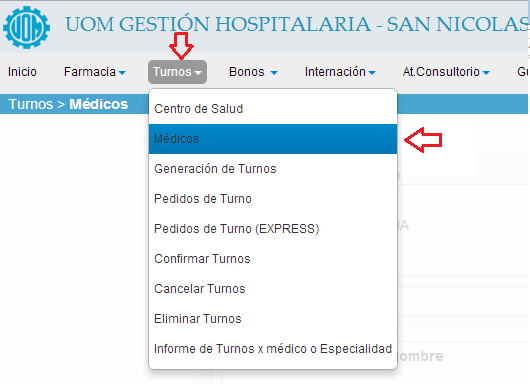 UOM
UOM GESTIÓN HOSPITALARIA - SAN NICOLAS
Inicio Farmacia Turnos Bonos Internación At.Consultorio
Turnos > Médicos
Centro de Salud
Médicos
Generación de Turnos
Pedidos de Turno
Pedidos de Turno (EXPRESS)
Confirmar Turnos
Cancelar Turnos
Eliminar Turnos
Informe de Turnos x médico o Especialidad